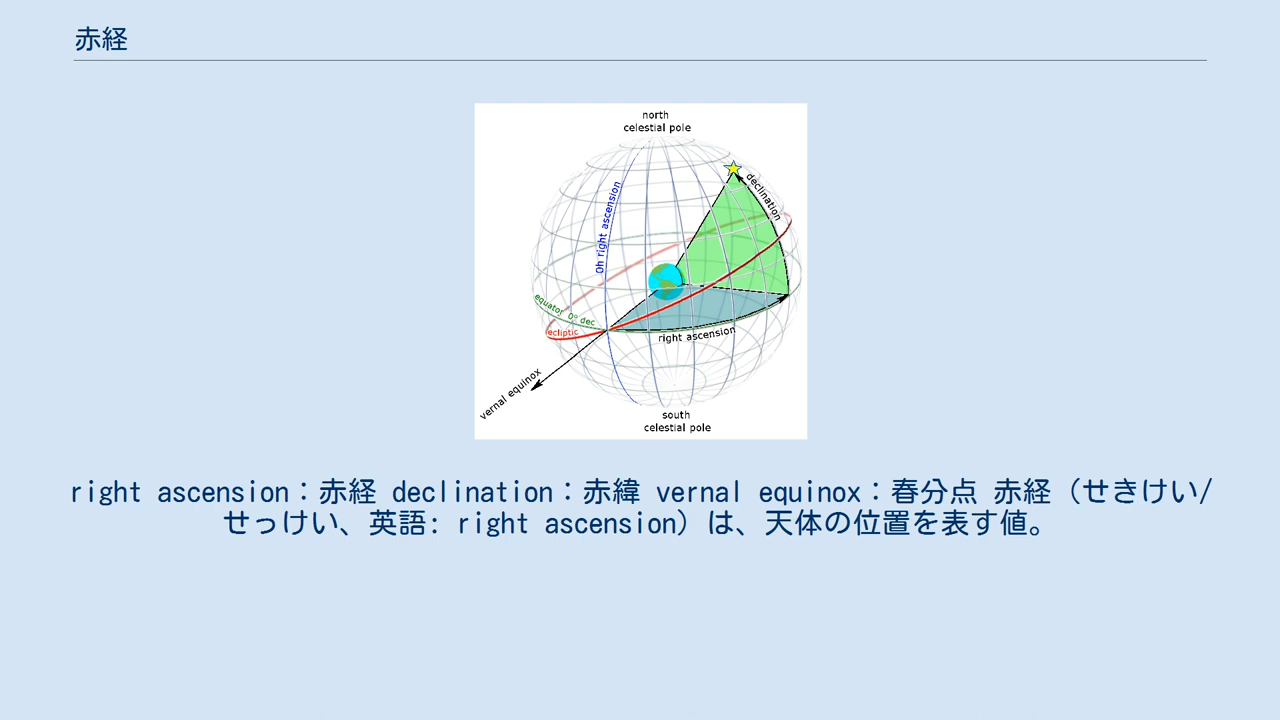 赤経
north
celestial pole
declination
0h right ascension
equator 0° dec
ecliptic
right ascension
vernal equinox
south
celestial pole
right ascension：赤経 declination：赤緯 vernal equinox：春分点 赤経（せきけい/
せっけい、英語: right ascension）は、天体の位置を表す値。